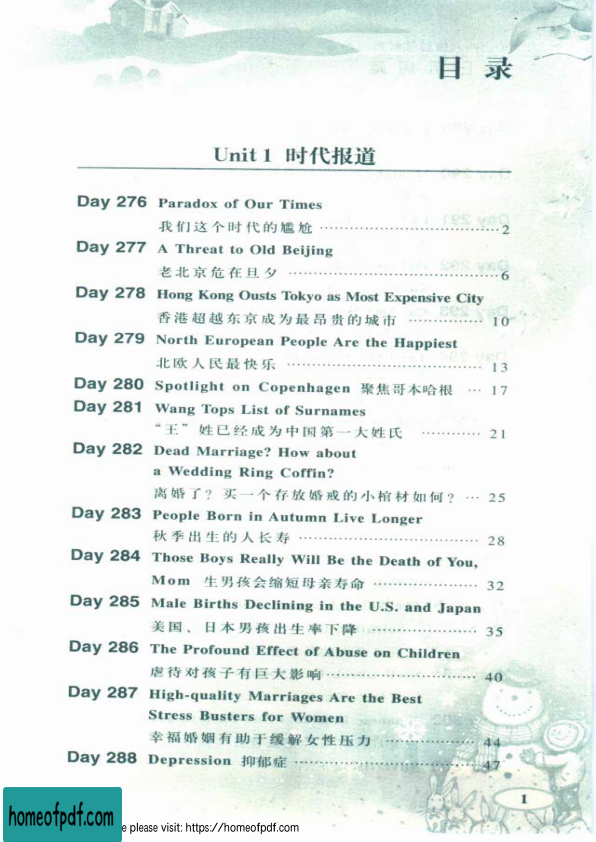 目 录
Unit 1 时代报道
Day 276 Paradox of Our Times
我们这个时代的尴尬 ……………………………2
Day 277 A Threat to Old Beijing
老北京危在旦夕 ……………………………………6
Day 278 Hong Kong Ousts Tokyo as Most Expensive City
香港超越东京成为最昂贵的城市 …………… 10
Day 279 North European People Are the Happiest
北欧人民最快乐 …………………………………… 13
Day 280 Spotlight on Copenhagen 聚焦哥本哈根 … 17
Day 281 Wang Tops List of Surnames
“王”姓已经成为中国第一大姓氏 ………… 21
Day 282 Dead Marriage? How about
a Wedding Ring Coffin?
离婚了？买一个存放婚戒的小棺材如何？… 25
Day 283 People Born in Autumn Live Longer
秋季出生的人长寿 ………………………………… 28
Day 284 Those Boys Really Will Be the Death of You,
Mom 生男孩会缩短母亲寿命 ………………… 32
Day 285 Male Births Declining in the U.S. and Japan
美国、日本男孩出生率下降 ………………… 35
Day 286 The Profound Effect of Abuse on Children
虐待对孩子有巨大影响………………………… 40
Day 287 High-quality Marriages Are the Best
Stress Busters for Women
幸福婚姻有助于缓解女性压力 ……………… 44
Day 288 Depression 抑郁症 ……………………………… 47
1
homeofpdf.com
e please visit: https://homeofpdf.com